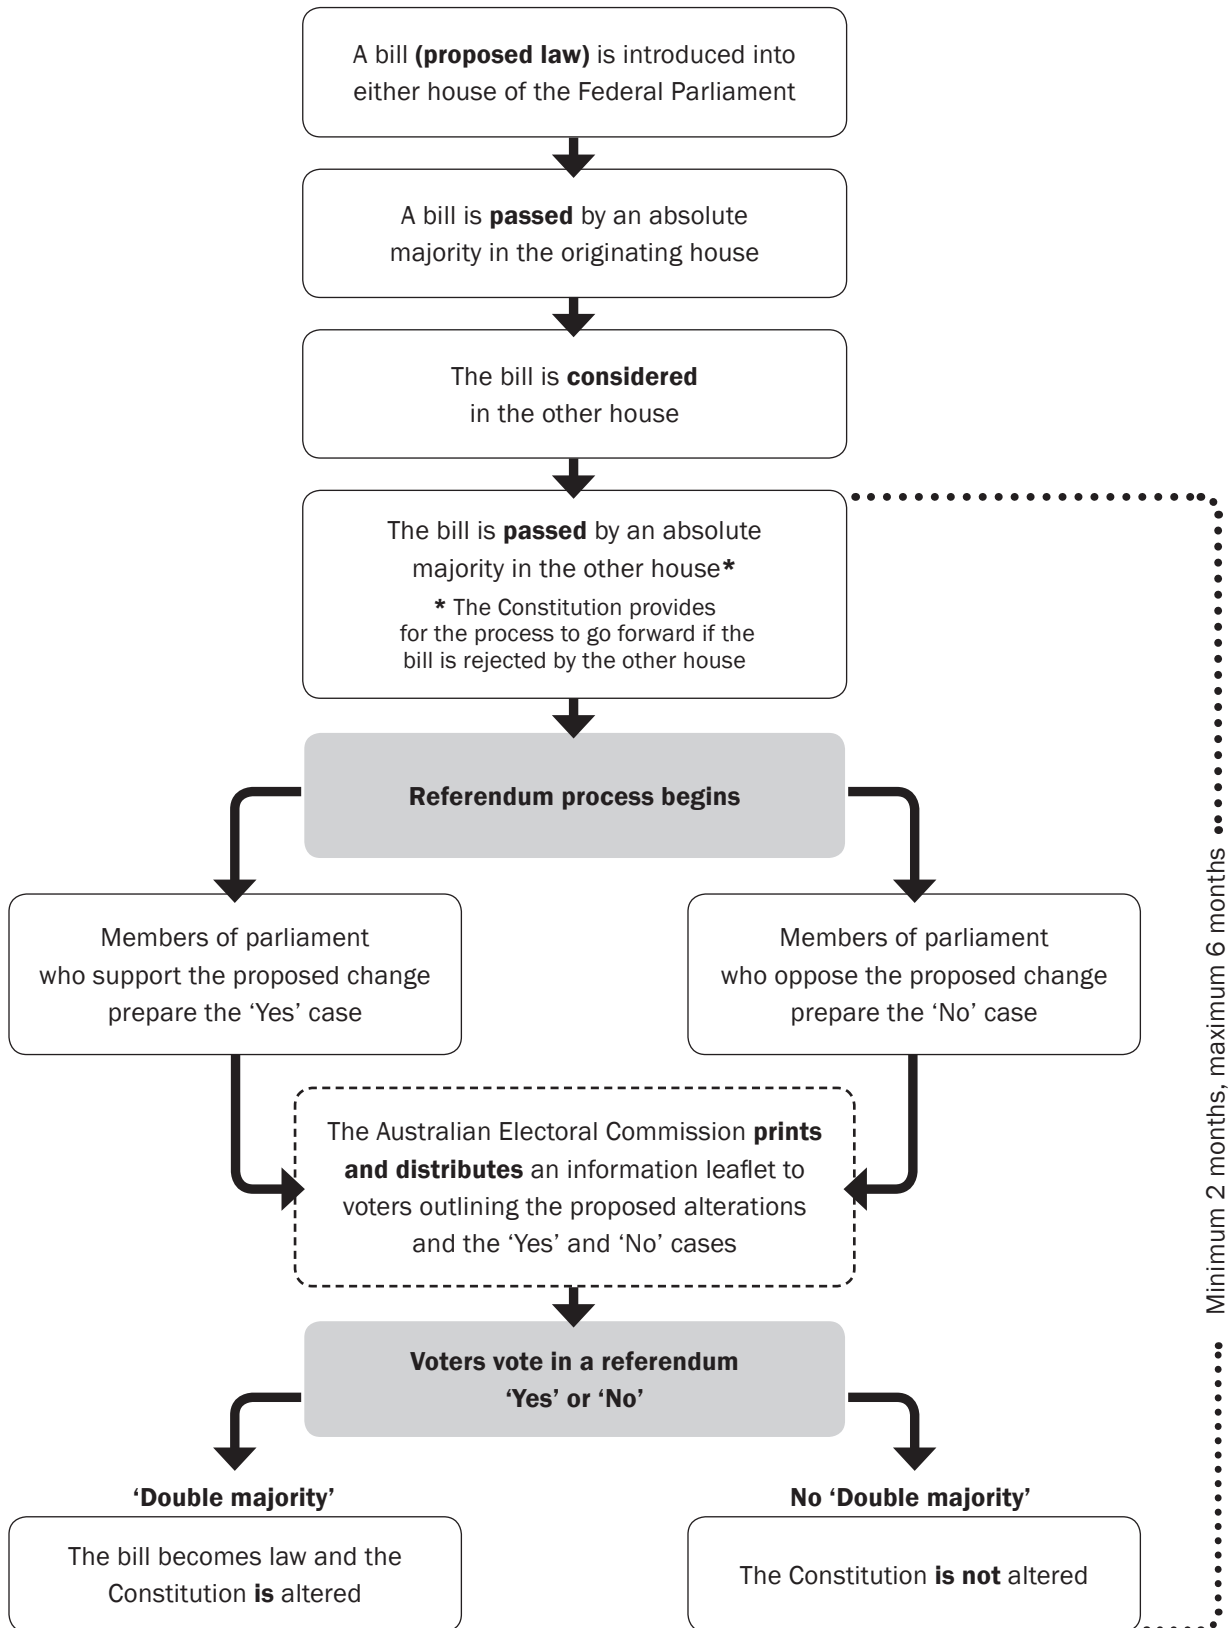 A bill (proposed law) is introduced into
either house of the Federal Parliament
A bill is passed by an absolute
majority in the originating house
The bill is considered
in the other house
The bill is passed by an absolute
majority in the other house*
* The Constitution provides
for the process to go forward if the
bill is rejected by the other house
Referendum process begins
Members of parliament
who support the proposed change
prepare the ‘Yes’ case
Members of parliament
who oppose the proposed change
prepare the ‘No’ case
The Australian Electoral Commission prints
and distributes an information leaflet to
voters outlining the proposed alterations
and the ‘Yes’ and ‘No’ cases
Voters vote in a referendum
‘Yes’ or ‘No’
‘Double majority’
The bill becomes law and the
Constitution is altered
No ‘Double majority’
The Constitution is not altered
Minimum 2 months, maximum 6 months